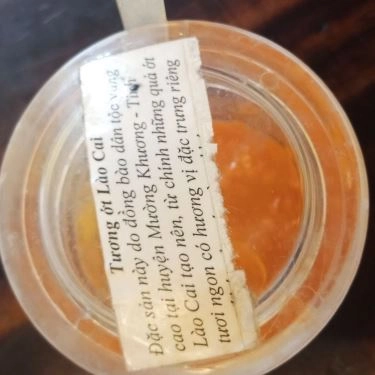 Tương ớt Lào Cai
Đặc sản này do đồng bào dân tộc vùng
cao tại huyện Mường Khương - Tỉnh
Lào Cai tạo nên, từ chính những quả ớt
tươi ngon có hương vị đặc trưng riêng